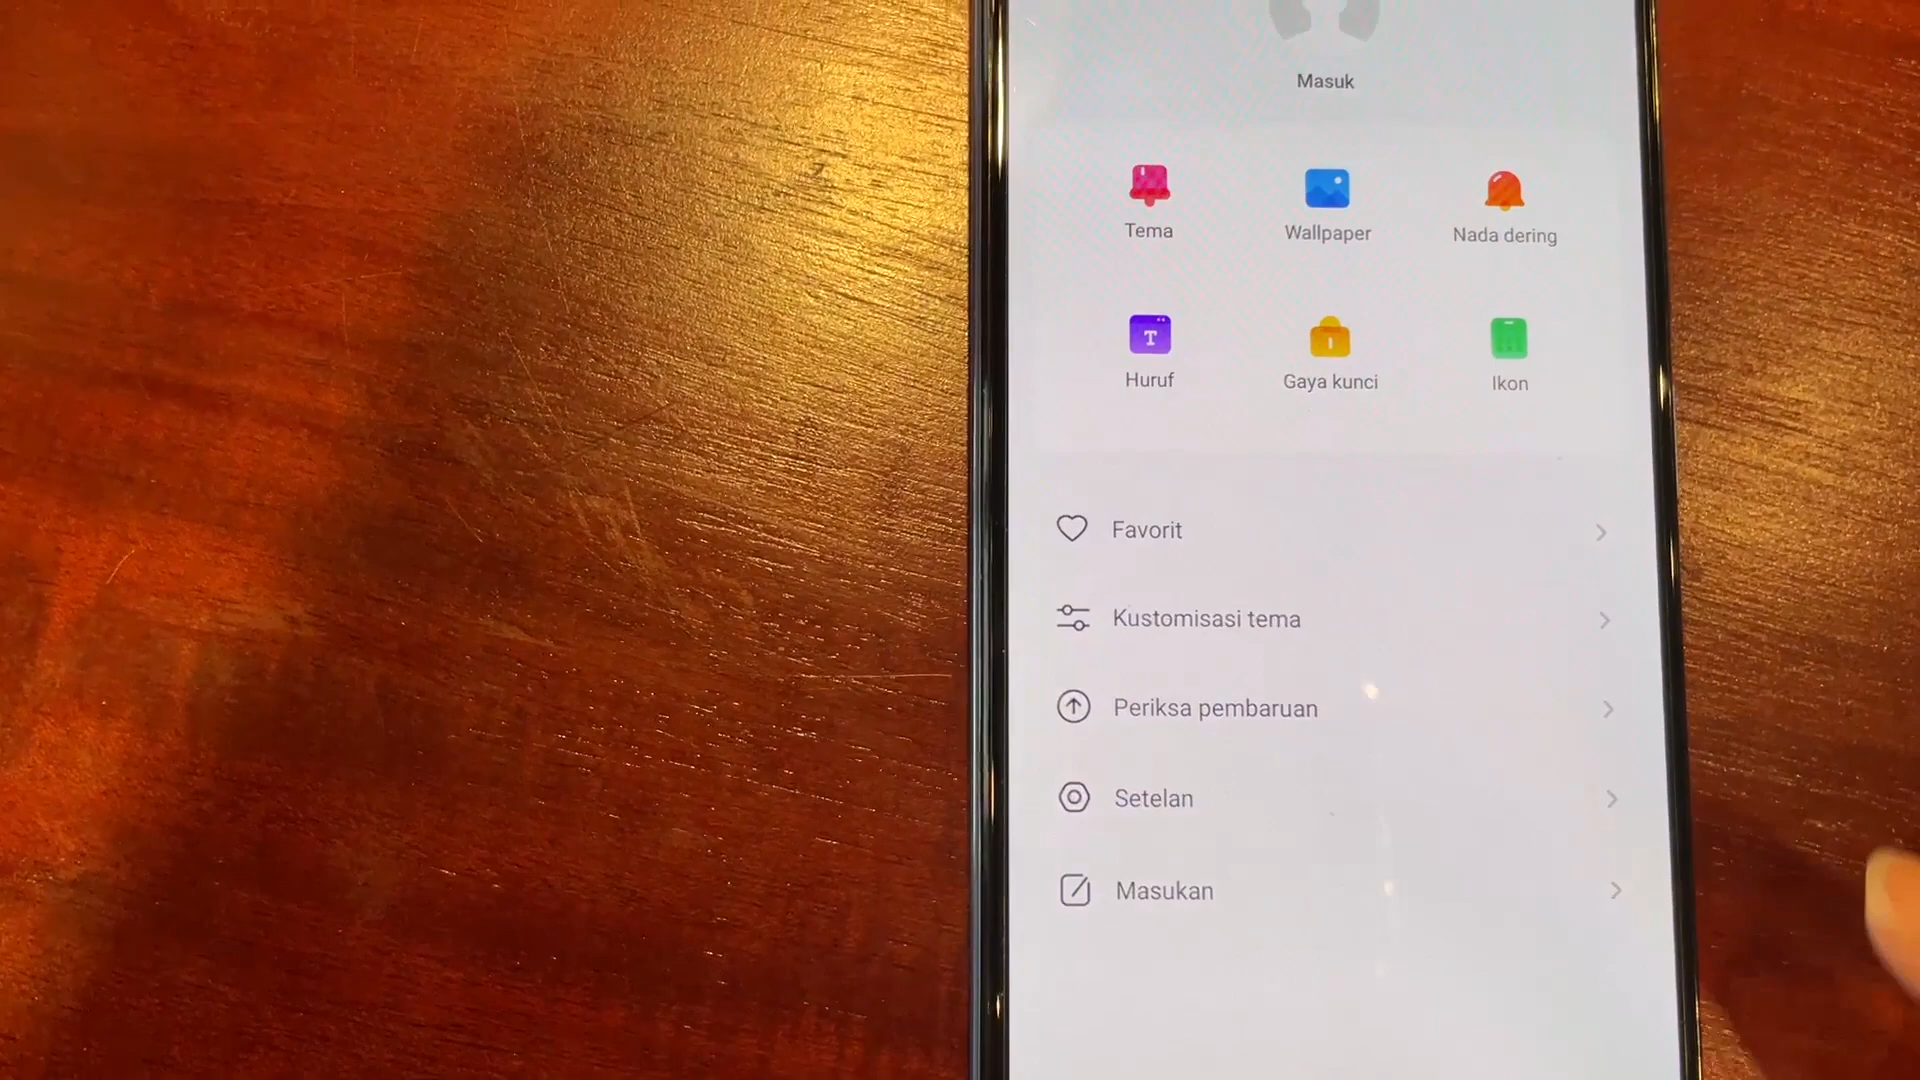 Masuk
Tema
Wallpaper
Nada dering
Huruf
Gaya kunci
Ikon
Favorit
Kustomisasi tema
Periksa pembaruan
Setelan
Masukan